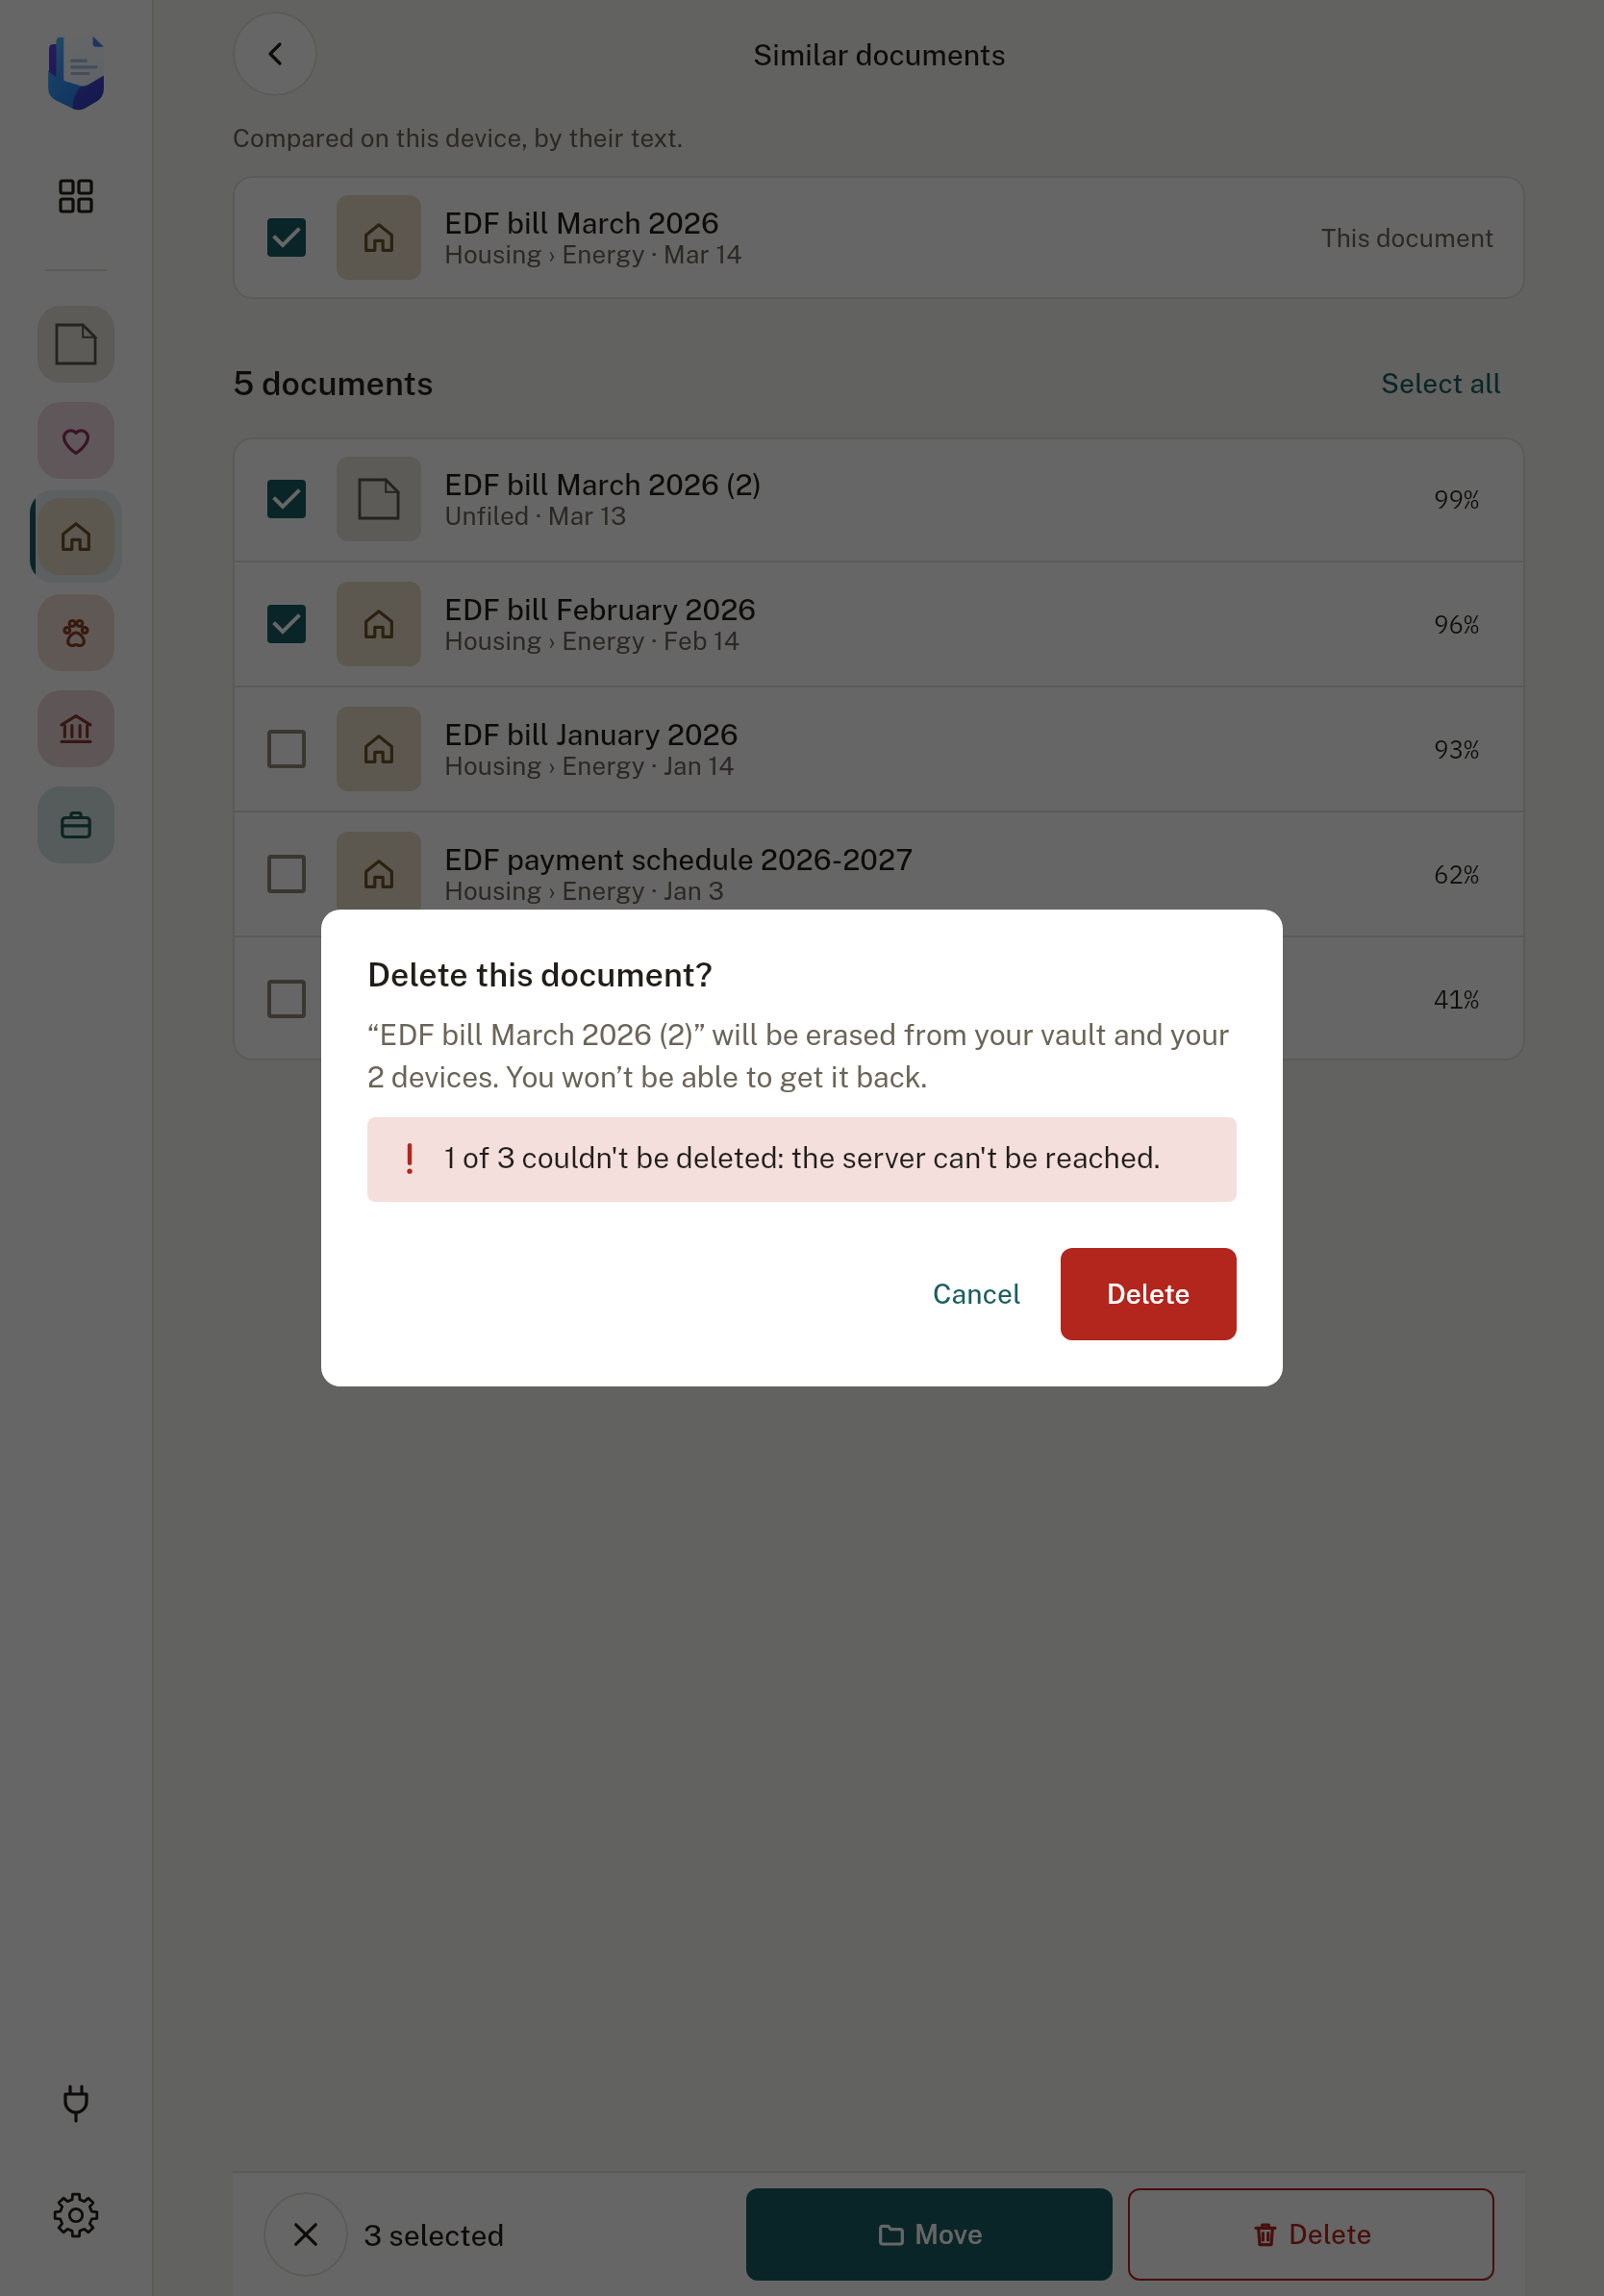 Similar documents
Compared on this device, by their text.
EDF bill March 2026
Housing › Energy · Mar 14
This document
5 documents
Select all
EDF bill March 2026 (2)
Unfiled · Mar 13
99%
EDF bill February 2026
Housing › Energy · Feb 14
96%
EDF bill January 2026
Housing › Energy · Jan 14
93%
EDF payment schedule 2026-2027
Housing › Energy · Jan 3
62%
41%
Delete this document?
“EDF bill March 2026 (2)” will be erased from your vault and your
2 devices. You won’t be able to get it back.
1 of 3 couldn't be deleted: the server can't be reached.
Cancel
Delete
3 selected
Move
Delete